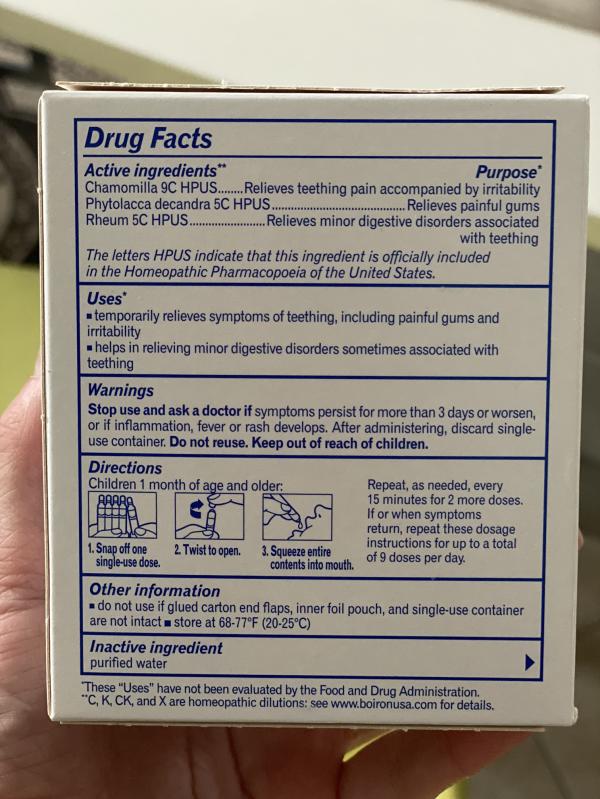 Drug Facts
Active ingredients** Purpose*
Chamomilla 9C HPUS........Relieves teething pain accompanied by irritability
Phytolacca decandra 5C HPUS........................................Relieves painful gums
Rheum 5C HPUS.......................Relieves minor digestive disorders associated
with teething
The letters HPUS indicate that this ingredient is officially included
in the Homeopathic Pharmacopoeia of the United States.
Uses*
▪ temporarily relieves symptoms of teething, including painful gums and
irritability
▪ helps in relieving minor digestive disorders sometimes associated with
teething
Warnings
Stop use and ask a doctor if symptoms persist for more than 3 days or worsen,
or if inflammation, fever or rash develops. After administering, discard single-
use container. Do not reuse. Keep out of reach of children.
Directions
Children 1 month of age and older:
1. Snap off one
single-use dose.
2. Twist to open.
3. Squeeze entire
contents into mouth.
Repeat, as needed, every
15 minutes for 2 more doses.
If or when symptoms
return, repeat these dosage
instructions for up to a total
of 9 doses per day.
Other information
▪ do not use if glued carton end flaps, inner foil pouch, and single-use container
are not intact ▪ store at 68-77°F (20-25°C)
Inactive ingredient
purified water
*These “Uses” have not been evaluated by the Food and Drug Administration.
**C, K, CK, and X are homeopathic dilutions: see www.boironusa.com for details.